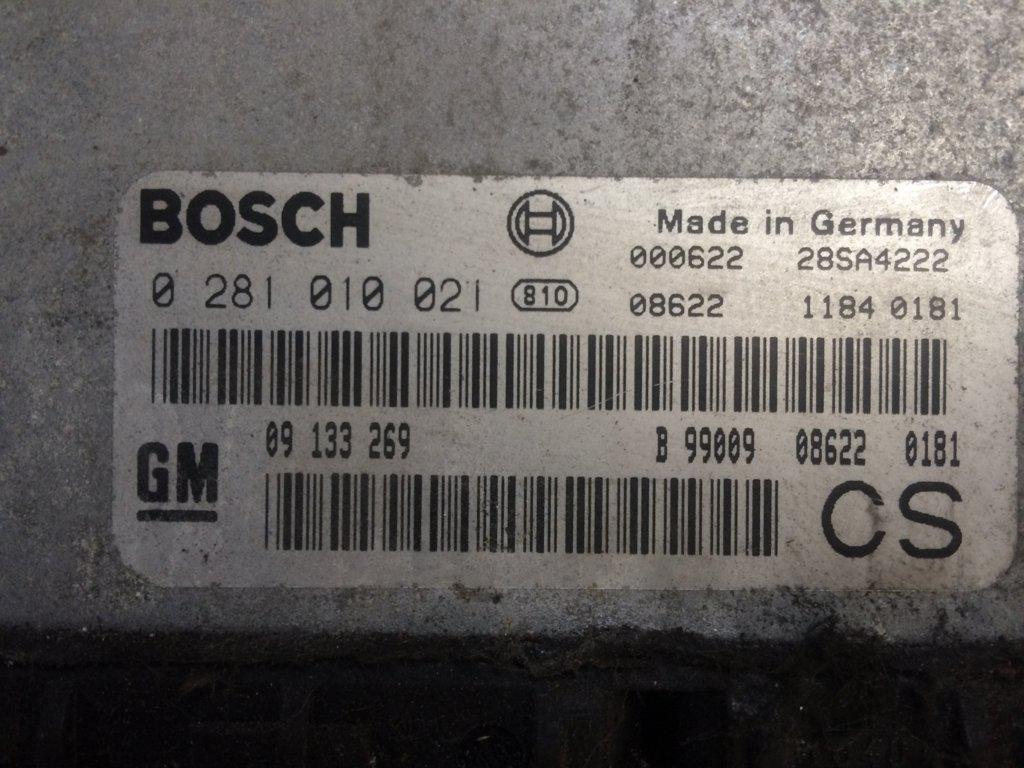 BOSCH
Made in Germany
000622 28SA4222
0 281 010 021 810
08622 1184 0181
09 133 269 B 99009 08622 0181
GM
CS